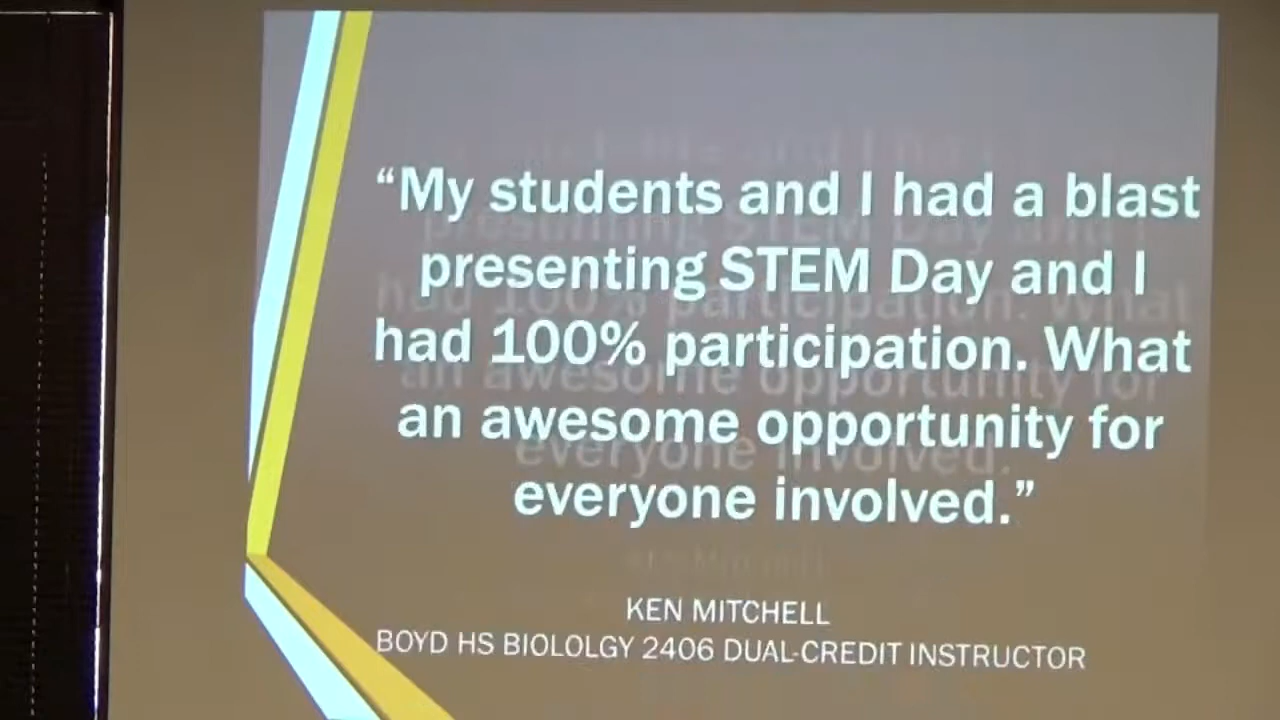 “My students and I had a blast
presenting STEM Day and I
had 100% participation. What
an awesome opportunity for
everyone involved.”
KEN MITCHELL
BOYD HS BIOLOLGY 2406 DUAL-CREDIT INSTRUCTOR